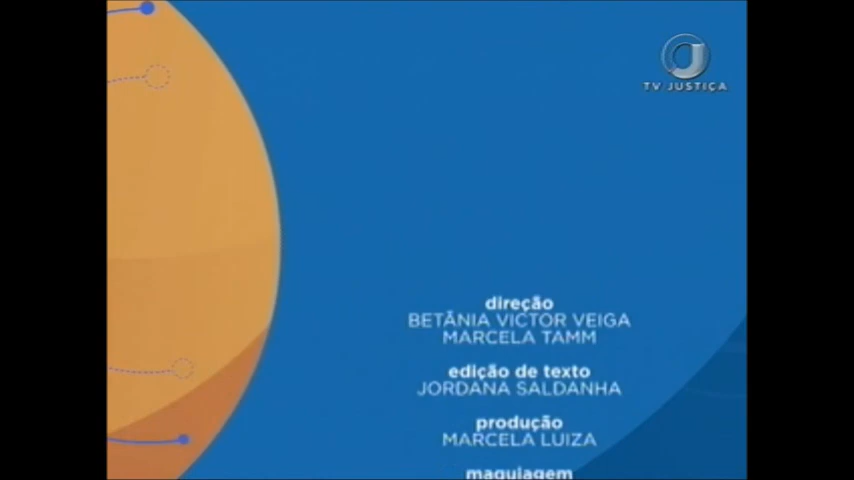 TV JUSTIÇA
direção
BETÂNIA VICTOR VEIGA
MARCELA TAMM
edição de texto
JORDANA SALDANHA
produção
MARCELA LUIZA
maquiagem